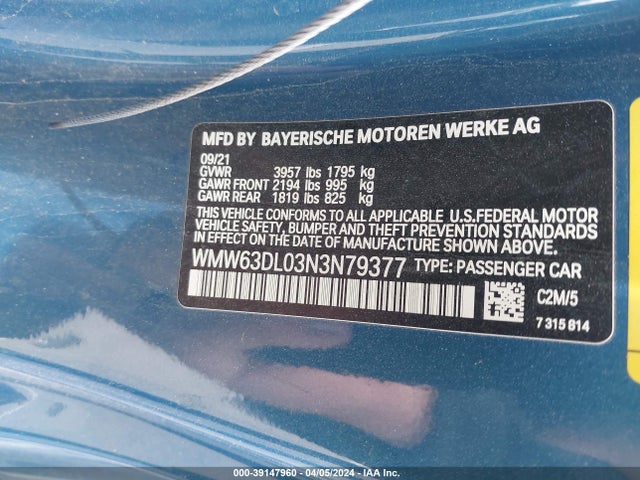 MFD BY BAYERISCHE MOTOREN WERKE AG
09/21
GVWR 3957 lbs 1795 kg
GAWR FRONT 2194 lbs 995 kg
GAWR REAR 1819 lbs 825 kg
THIS VEHICLE CONFORMS TO ALL APPLICABLE U.S.FEDERAL MOTOR
VEHICLE SAFETY, BUMPER AND THEFT PREVENTION STANDARDS
IN EFFECT ON THE DATE OF MANUFACTURE SHOWN ABOVE.
WMW63DL03N3N79377 TYPE: PASSENGER CAR
C2M/5
7 315 814
000-39147960 - 04/05/2024 - IAA Inc.